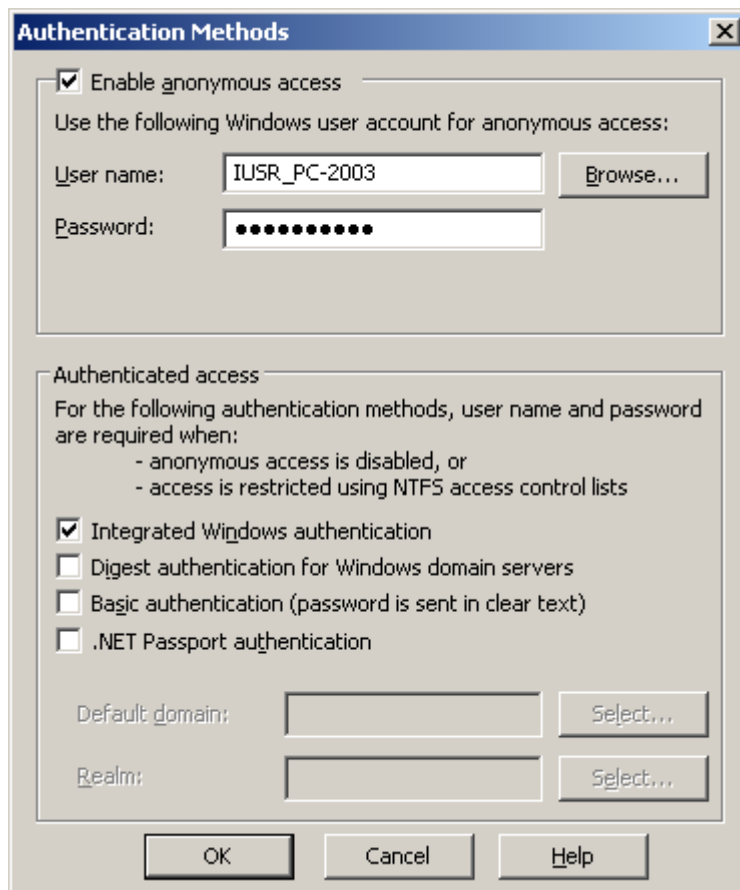 Authentication Methods
Enable anonymous access
Use the following Windows user account for anonymous access:
User name: IUSR_PC-2003 Browse...
Password: ●●●●●●●●●●
Authenticated access
For the following authentication methods, user name and password
are required when:
- anonymous access is disabled, or
- access is restricted using NTFS access control lists
Integrated Windows authentication
Digest authentication for Windows domain servers
Basic authentication (password is sent in clear text)
.NET Passport authentication
Default domain: Select...
Realm: Select...
OK Cancel Help